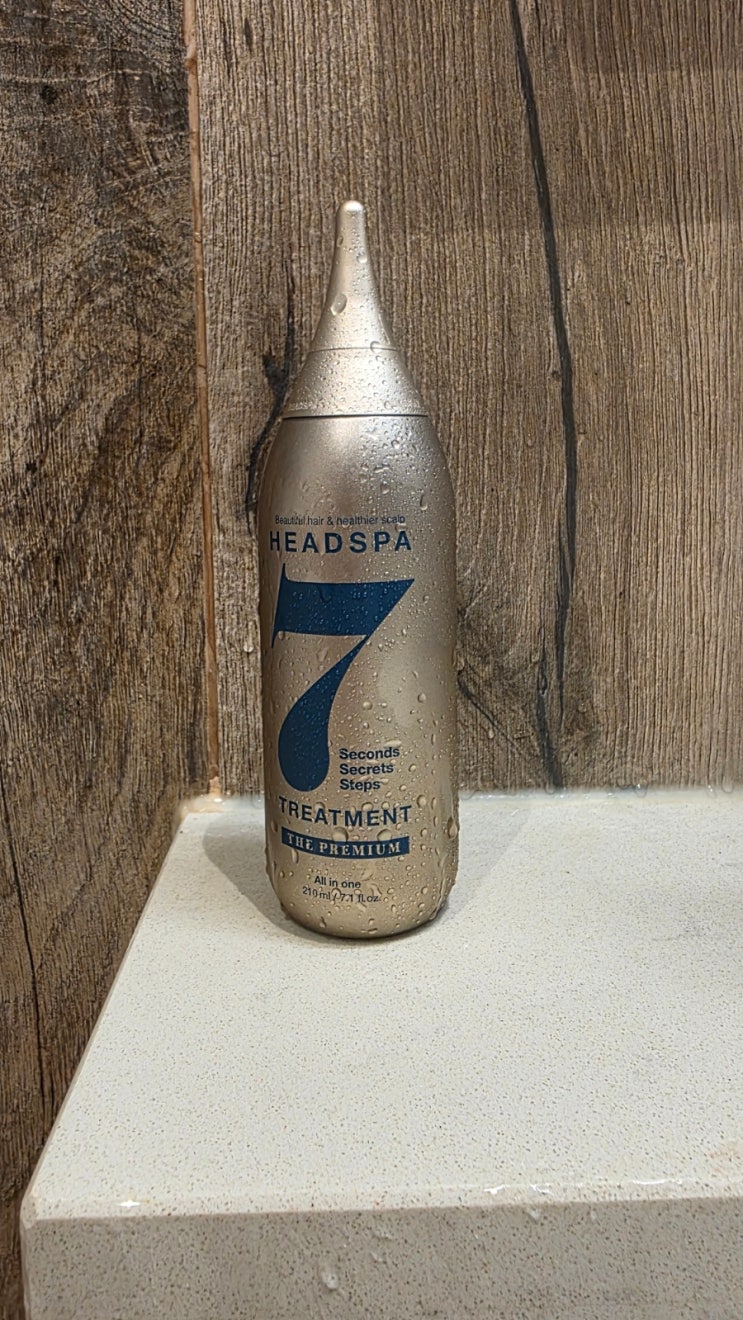 Beautiful hair & healthier scalp
HEADSPA
7
Seconds
Secrets
Steps
TREATMENT
THE PREMIUM
All in one
210 ml / 7.1 fl.oz